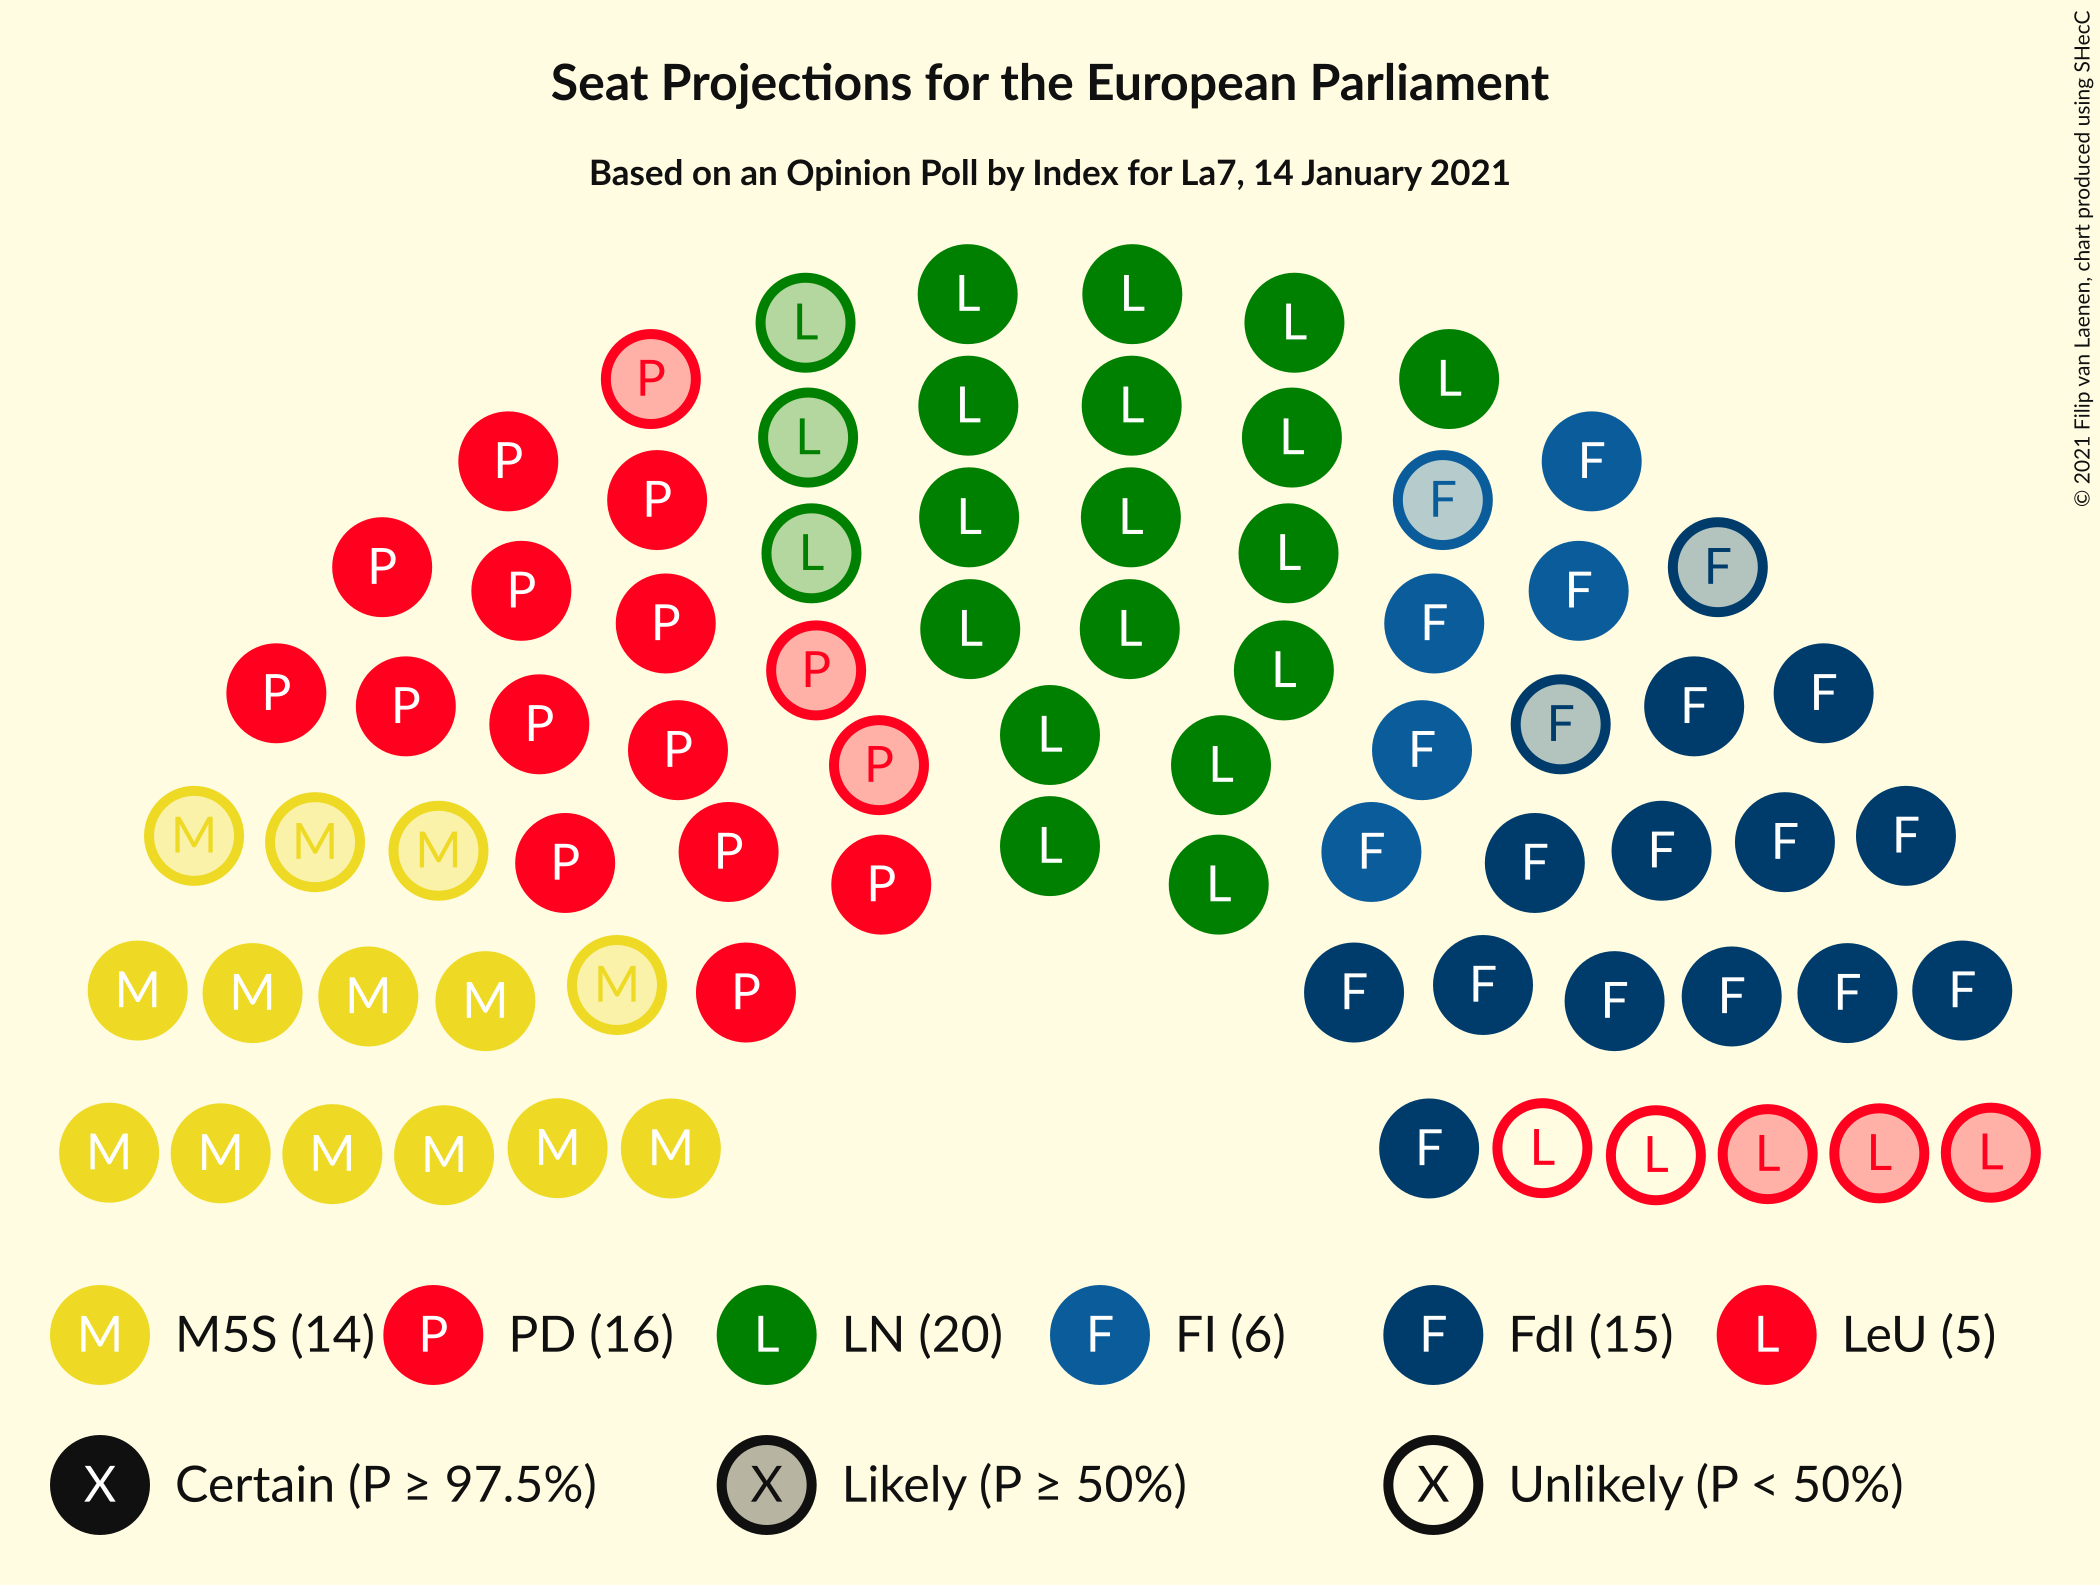 Seat Projections for the European Parliament
Based on an Opinion Poll by Index for La7, 14 January 2021
© 2021 Filip van Laenen, chart produced using SHecC
L L
L L
P L
L L
L L
P F F
P F
L L
L L
P F
P F
P F
L L
P L
P F
P F F
P F
P L
P F
P F
P L L
M F
M F
M P F
P F
L
P L
M F
M F
M P F
M F
M F
P F
M M F F
M M M M M M F L L L L L
M M5S (14) P PD (16) L LN (20) F FI (6) F FdI (15) L LeU (5)
X Certain (P ≥ 97.5%) X Likely (P ≥ 50%) X Unlikely (P < 50%)